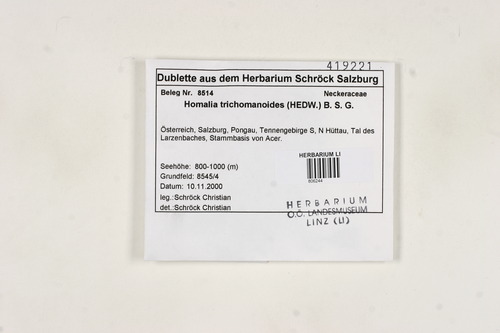 419221
Dublette aus dem Herbarium Schröck Salzburg
Beleg Nr. 8514 Neckeraceae
Homalia trichomanoides (HEDW.) B. S. G.
Österreich, Salzburg, Pongau, Tennengebirge S, N Hüttau, Tal des
Larzenbaches, Stammbasis von Acer.
HERBARIUM LI
606244
Seehöhe: 800-1000 (m)
Grundfeld: 8545/4
Datum: 10.11.2000
leg.:Schröck Christian
det.:Schröck Christian
HERBARIUM
O.Ö. LANDESMUSEUM
LINZ (LI)